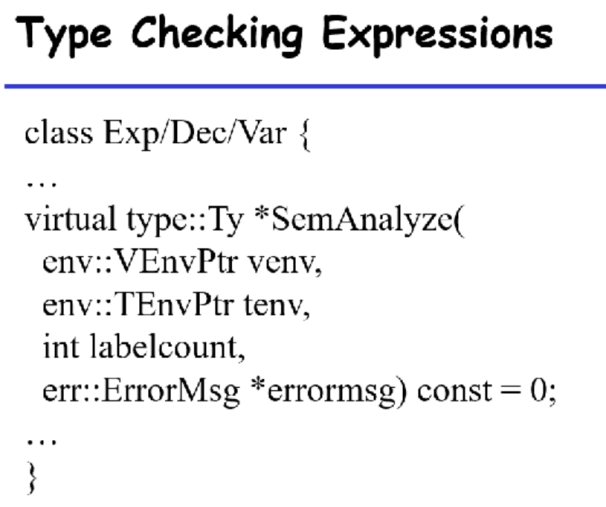 Type Checking Expressions
class Exp/Dec/Var {
…
virtual type::Ty *SemAnalyze(
env::VEnvPtr venv,
env::TEnvPtr tenv,
int labelcount,
err::ErrorMsg *errormsg) const = 0;
…
}